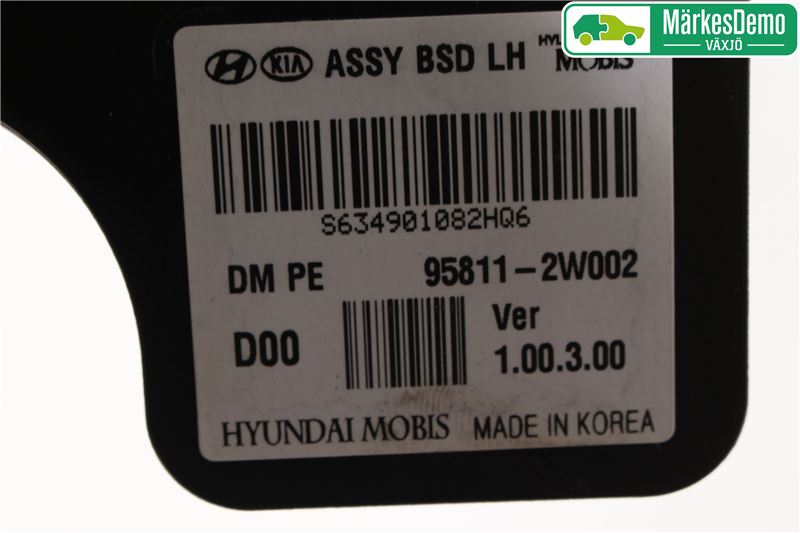 MärkesDemo
VÄXJÖ
KIA ASSY BSD LH
MOBIS
S634901082HQ6
DM PE 95811-2W002
D00 Ver
1.00.3.00
HYUNDAI MOBIS MADE IN KOREA